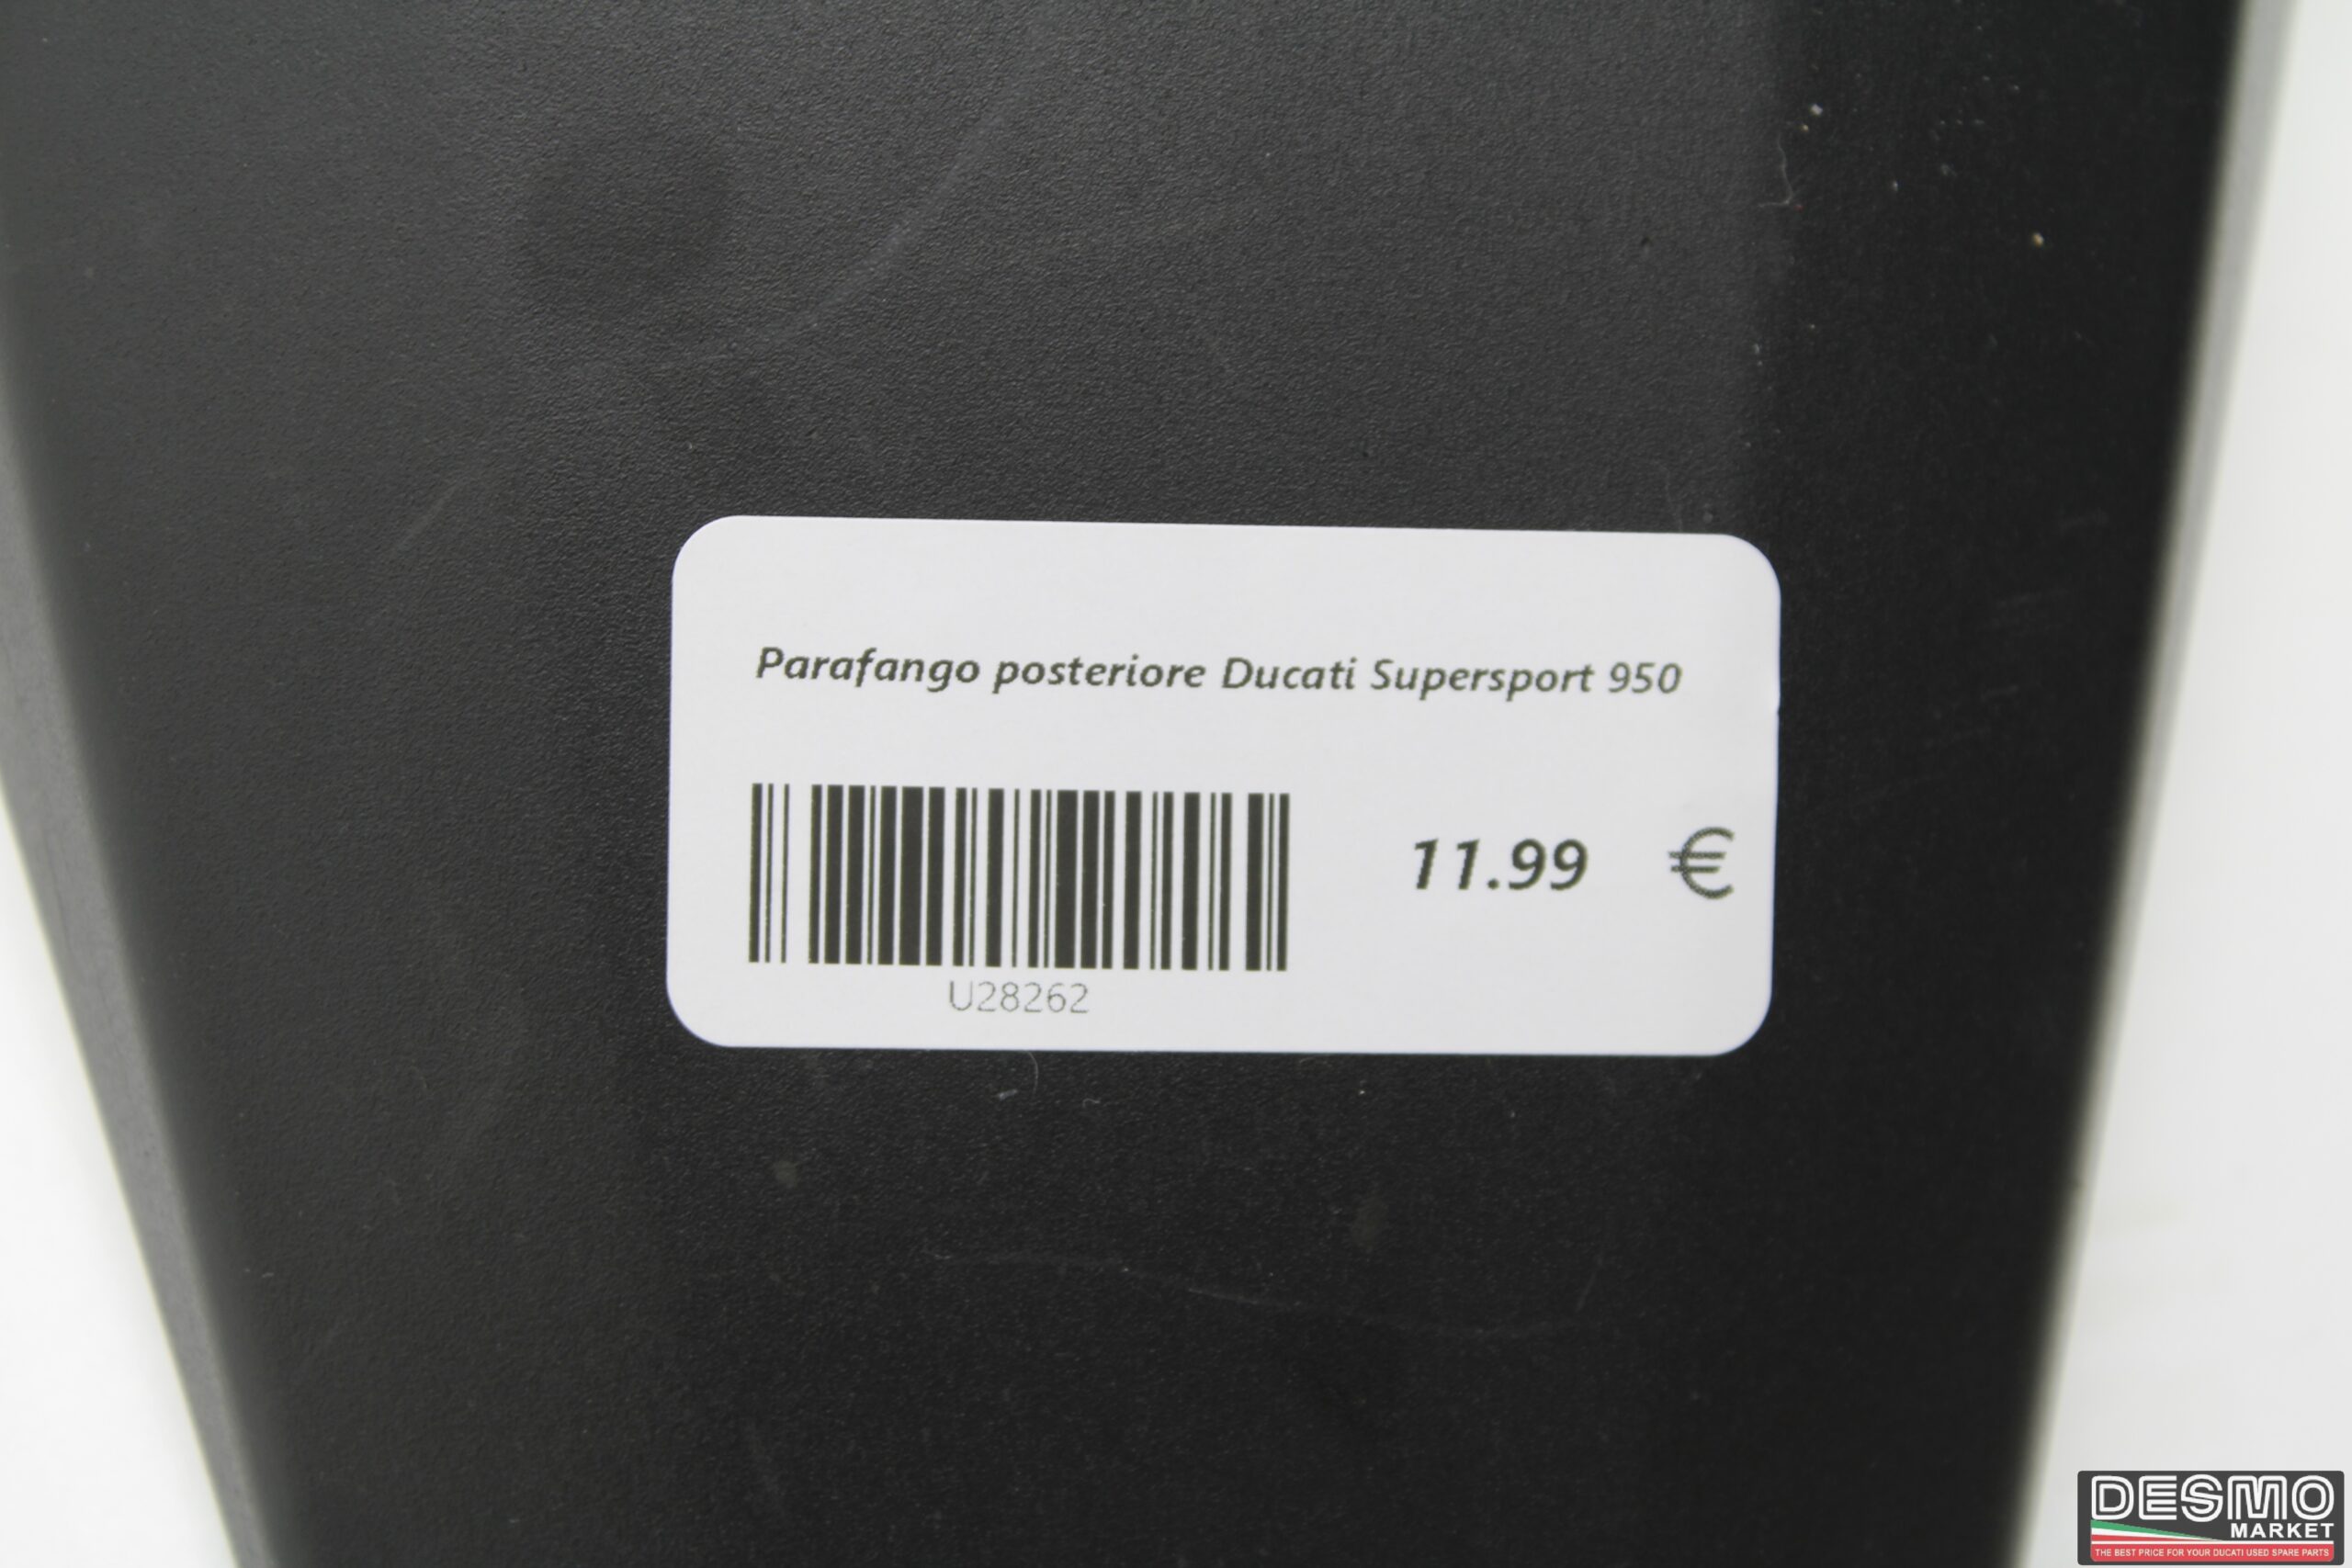 Parafango posteriore Ducati Supersport 950
11.99 €
U28262
DESMO
MARKET
THE BEST PRICE FOR YOUR DUCATI USED SPARE PARTS